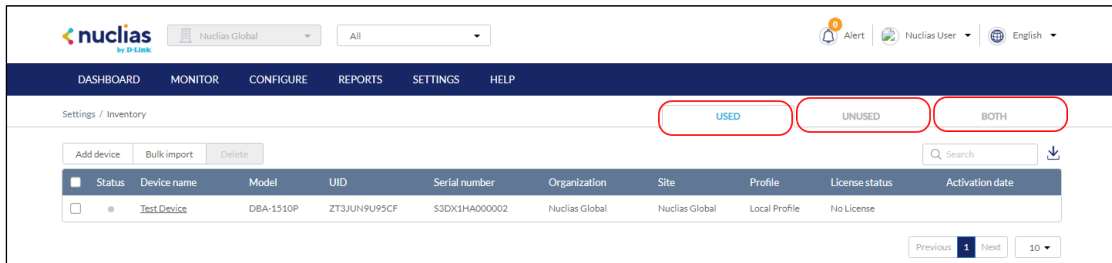 nuclias
by D-Link
Nuclias Global
All
0
Alert
Nuclias User
English
DASHBOARD MONITOR CONFIGURE REPORTS SETTINGS HELP
Settings / Inventory
USED UNUSED BOTH
Add device Bulk import Delete
Search
Status Device name Model UID Serial number Organization Site Profile License status Activation date
Test Device DBA-1510P ZT3JUN9U95CF S3DX1HA000002 Nuclias Global Nuclias Global Local Profile No License
Previous 1 Next 10